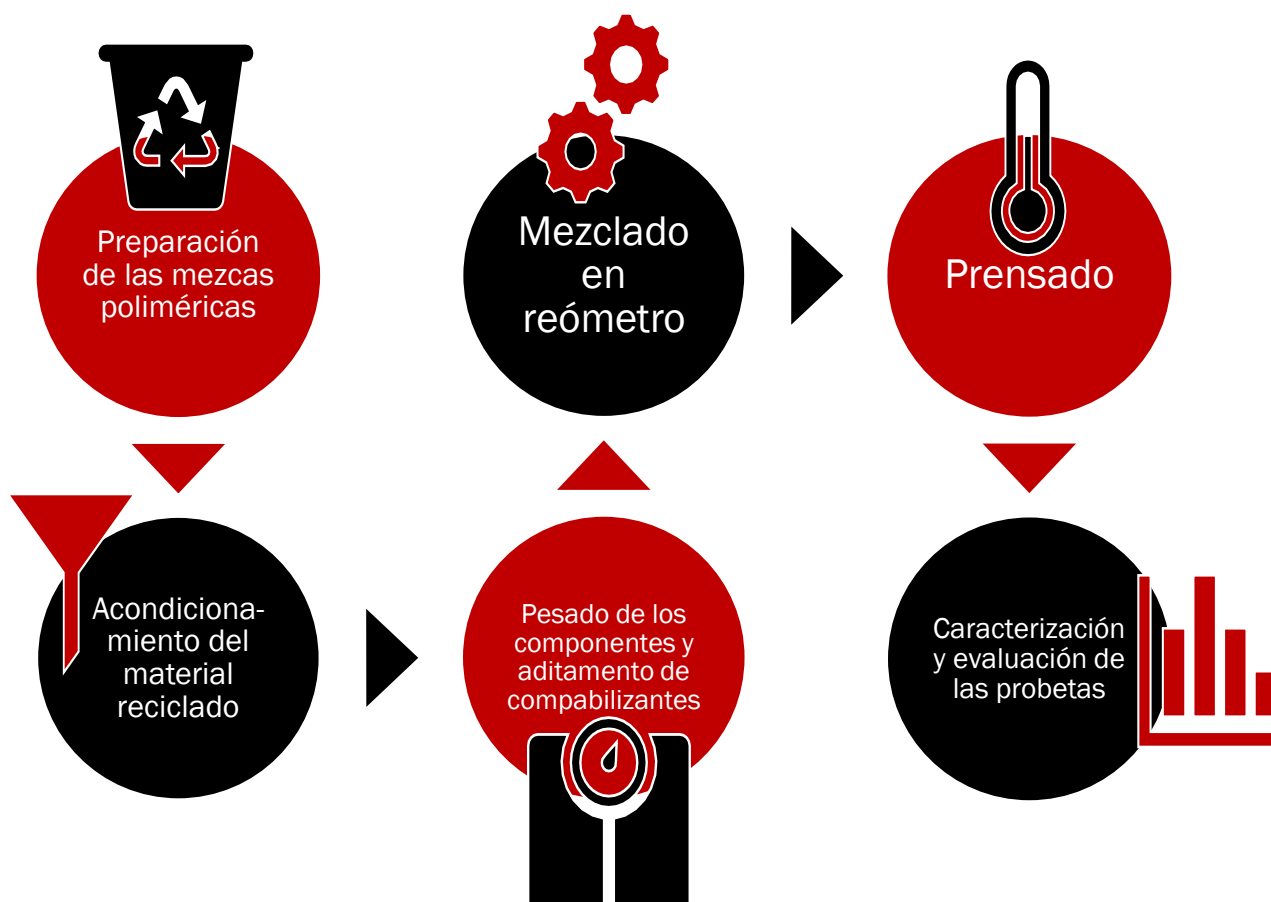 Preparación
de las mezcas
poliméricas
Acondiciona-
miento del
material
reciclado
Pesado de los
componentes y
aditamento de
compabilizantes
Mezclado
en
reómetro
Prensado
Caracterización
y evaluación de
las probetas